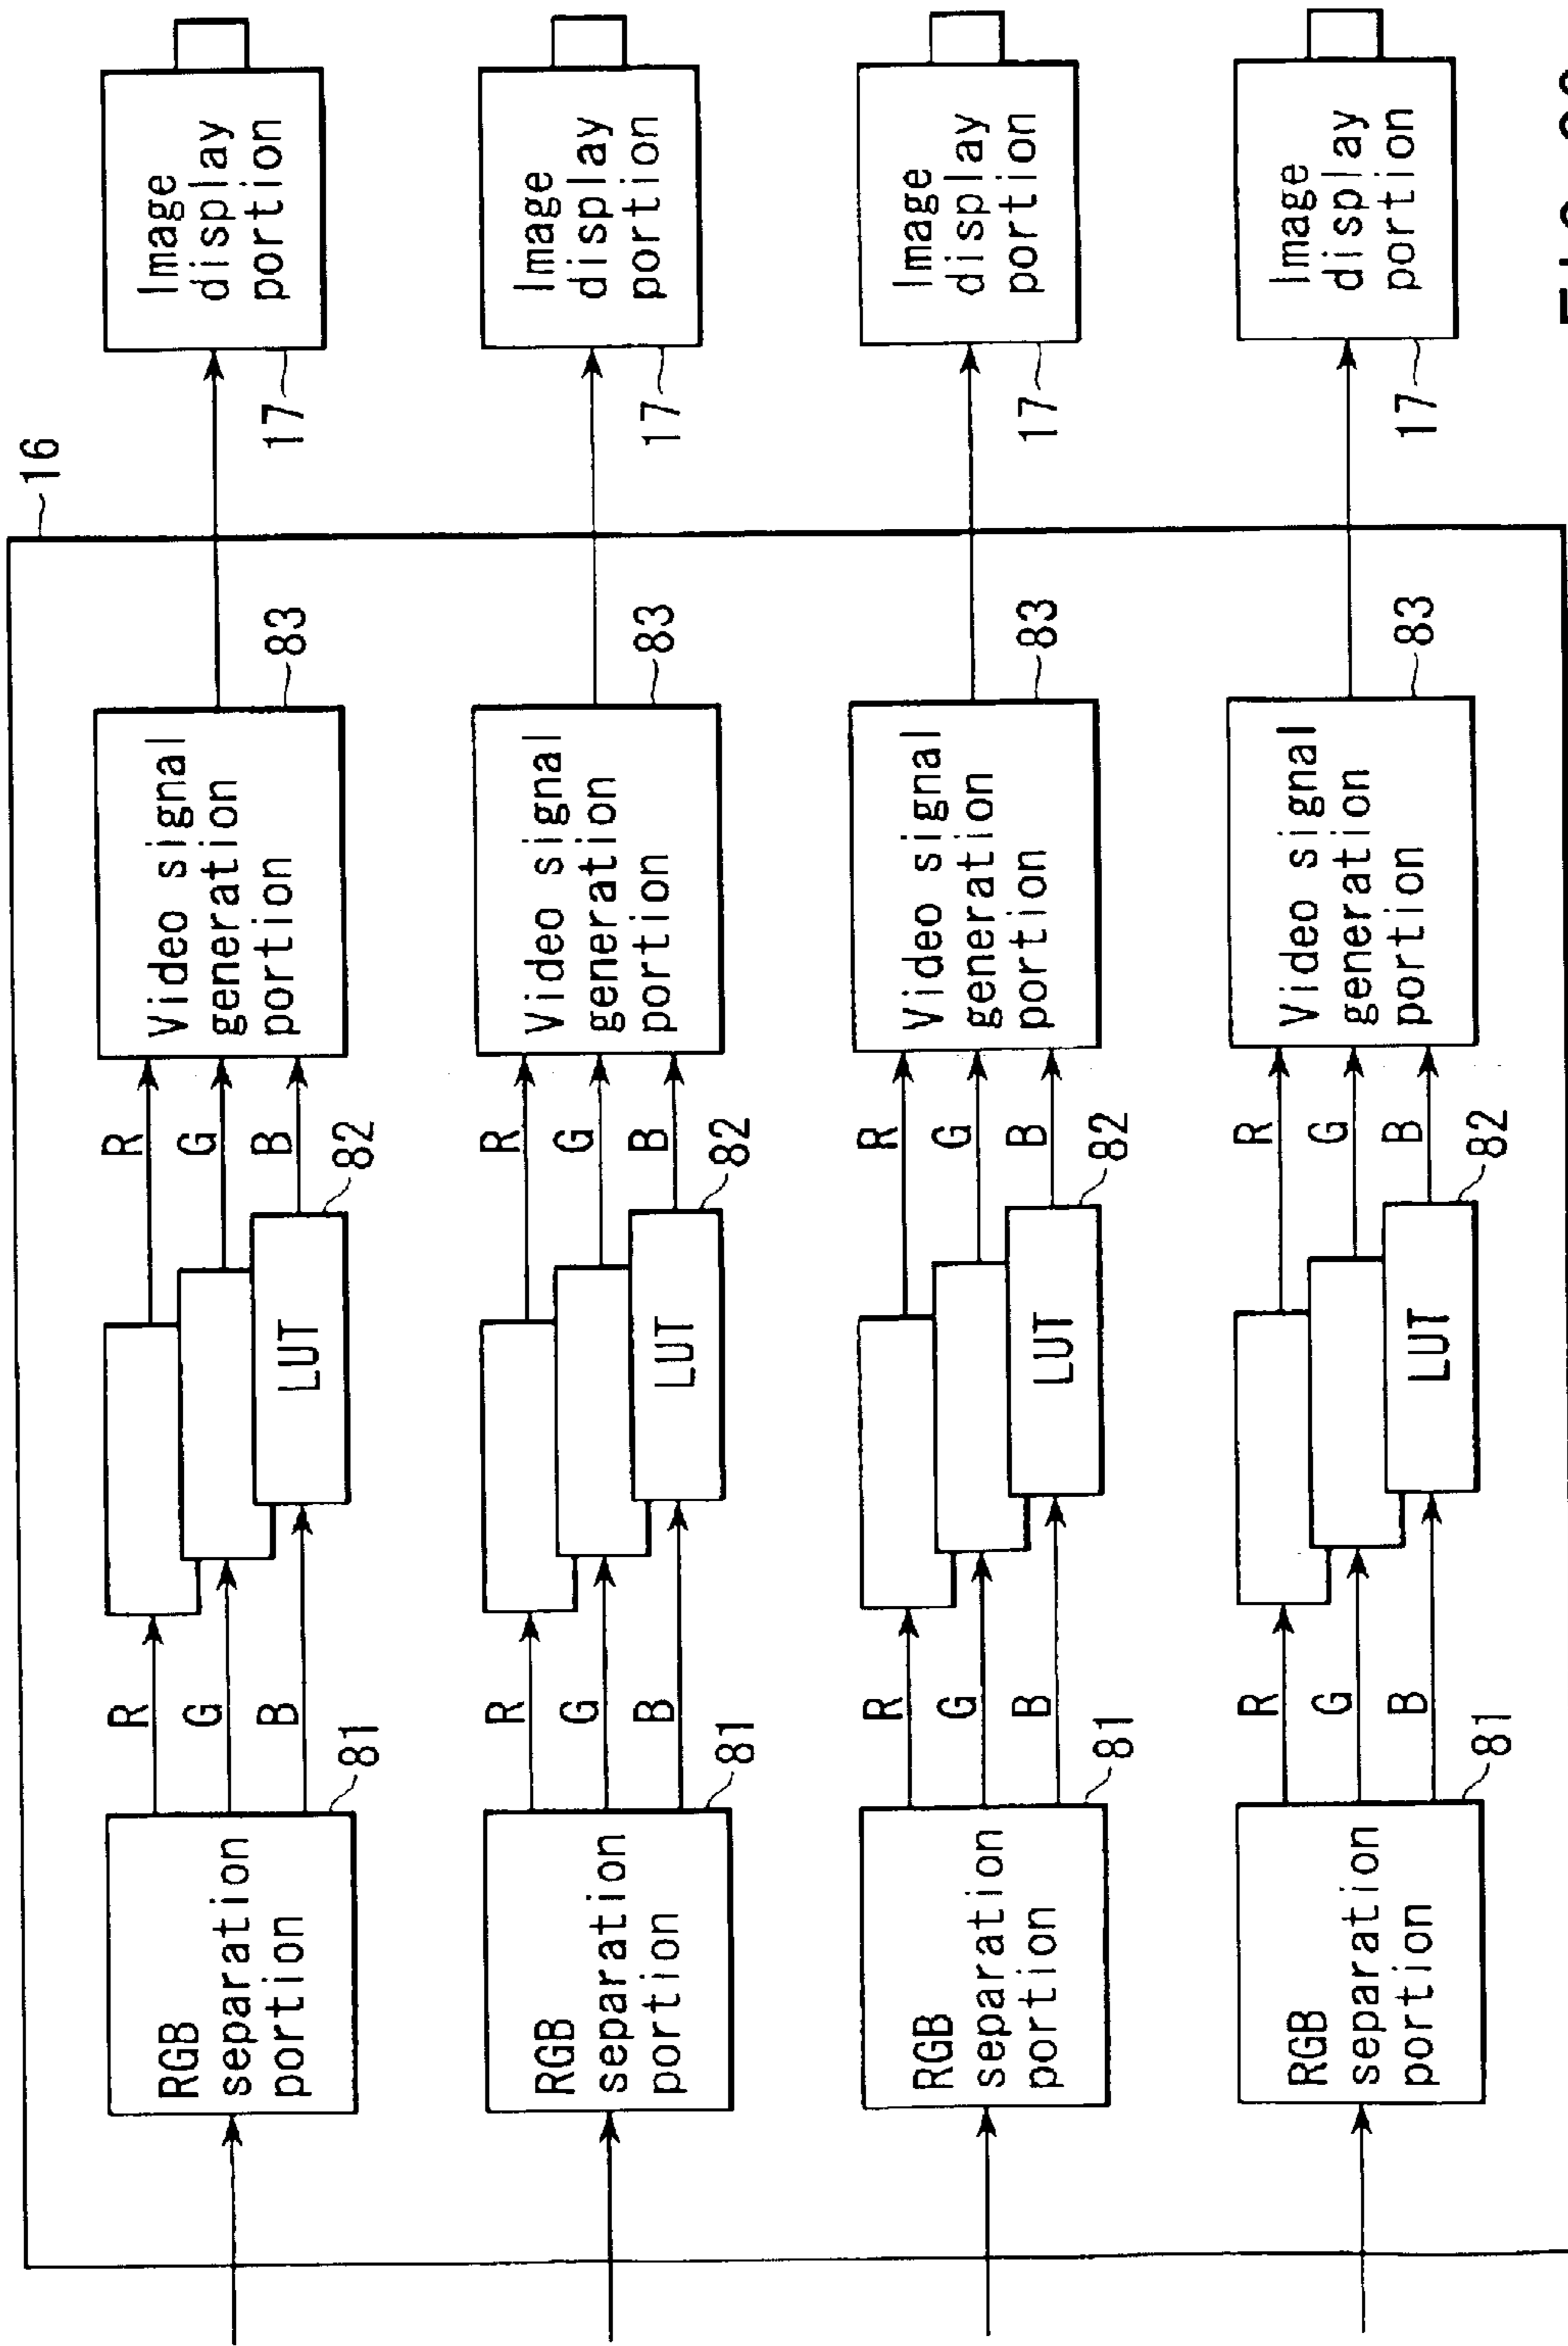 16
RGB
separation
portion
81
R
G
B
LUT
82
R
G
B
Video signal
generation
portion
83
Image
display
portion
17
RGB
separation
portion
81
R
G
B
LUT
82
R
G
B
Video signal
generation
portion
83
Image
display
portion
17
RGB
separation
portion
81
R
G
B
LUT
82
R
G
B
Video signal
generation
portion
83
Image
display
portion
17
RGB
separation
portion
81
R
G
B
LUT
82
R
G
B
Video signal
generation
portion
83
Image
display
portion
17